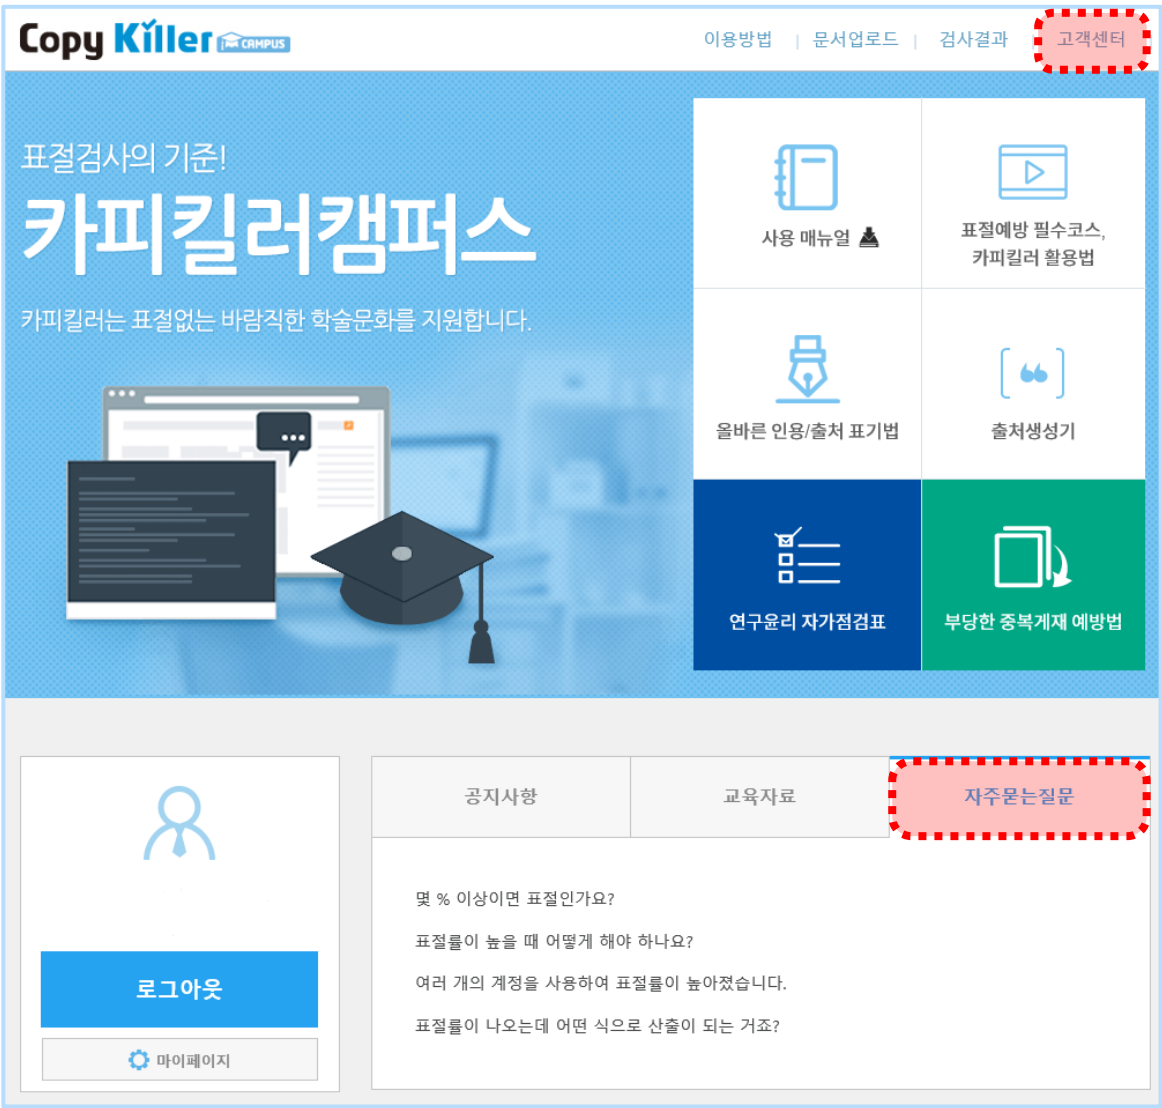 Copy Killer CAMPUS
이용방법 | 문서업로드 | 검사결과 | 고객센터
표절검사의 기준!
카피킬러캠퍼스
카피킬러는 표절없는 바람직한 학술문화를 지원합니다.
사용 매뉴얼
표절예방 필수코스,
카피킬러 활용법
올바른 인용/출처 표기법
출처생성기
연구윤리 자가점검표
부당한 중복게재 예방법
로그아웃
마이페이지
공지사항
교육자료
자주묻는질문
몇 % 이상이면 표절인가요?
표절률이 높을 때 어떻게 해야 하나요?
여러 개의 계정을 사용하여 표절률이 높아졌습니다.
표절률이 나오는데 어떤 식으로 산출이 되는 거죠?